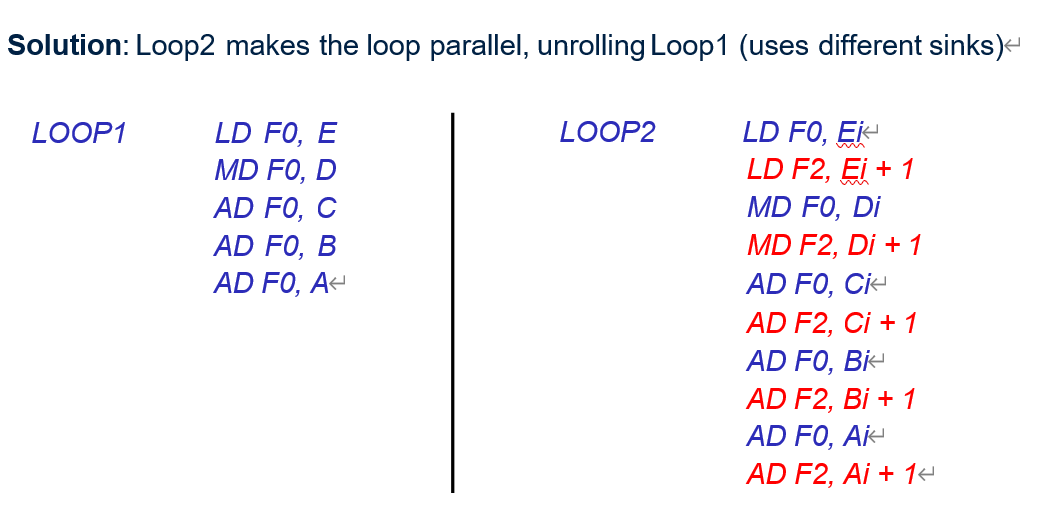 Solution: Loop2 makes the loop parallel, unrolling Loop1 (uses different sinks)↵
LOOP1
LD F0, E
MD F0, D
AD F0, C
AD F0, B
AD F0, A↵
LOOP2
LD F0, Ei↵
LD F2, Ei + 1
MD F0, Di
MD F2, Di + 1
AD F0, Ci↵
AD F2, Ci + 1
AD F0, Bi↵
AD F2, Bi + 1
AD F0, Ai↵
AD F2, Ai + 1↵